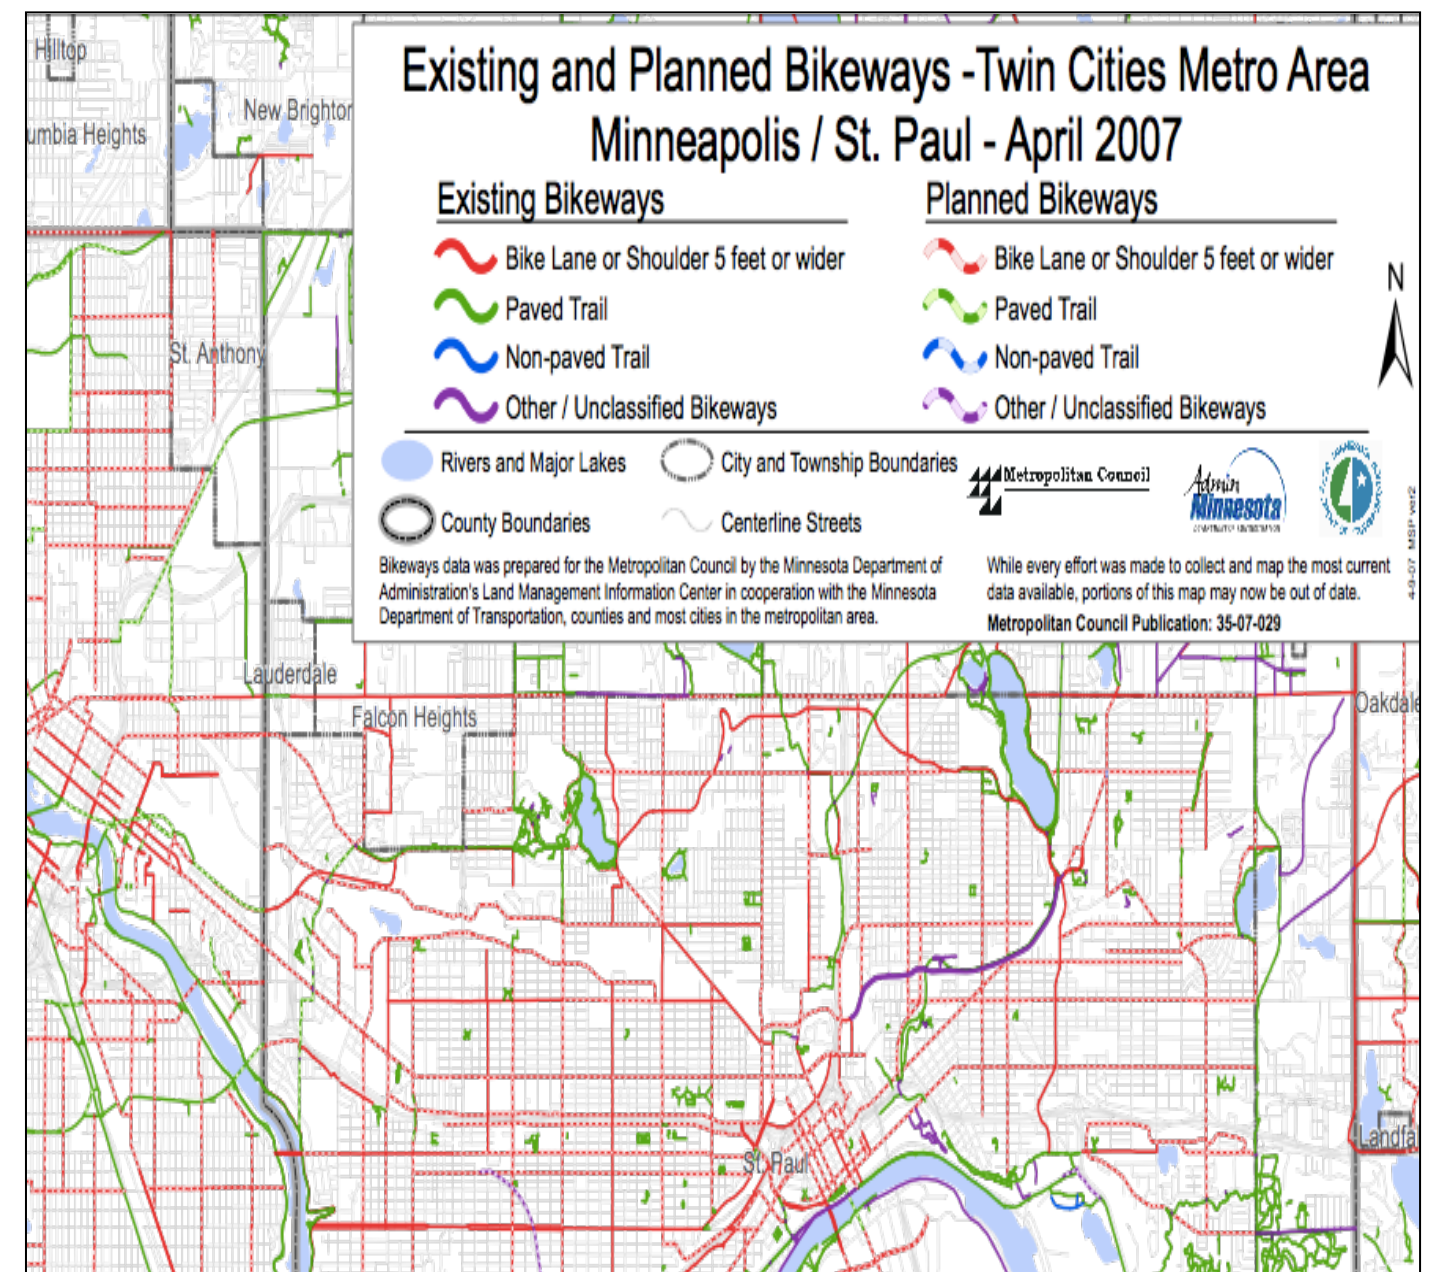 Hilltop
New Brighton
umbia Heights
Existing and Planned Bikeways -Twin Cities Metro Area
Minneapolis / St. Paul - April 2007
Existing Bikeways
Bike Lane or Shoulder 5 feet or wider
Paved Trail
Non-paved Trail
Other / Unclassified Bikeways
Planned Bikeways
Bike Lane or Shoulder 5 feet or wider
Paved Trail
Non-paved Trail
Other / Unclassified Bikeways
N
Rivers and Major Lakes
City and Township Boundaries
County Boundaries
Centerline Streets
Metropolitan Council
Admin
Minnesota
Bikeways data was prepared for the Metropolitan Council by the Minnesota Department of
Administration's Land Management Information Center in cooperation with the Minnesota
Department of Transportation, counties and most cities in the metropolitan area.
While every effort was made to collect and map the most current
data available, portions of this map may now be out of date.
Metropolitan Council Publication: 35-07-029
4-9-07 MSP ver2
St. Anthony
Lauderdale
Falcon Heights
Oakdale
St. Paul
Landfa